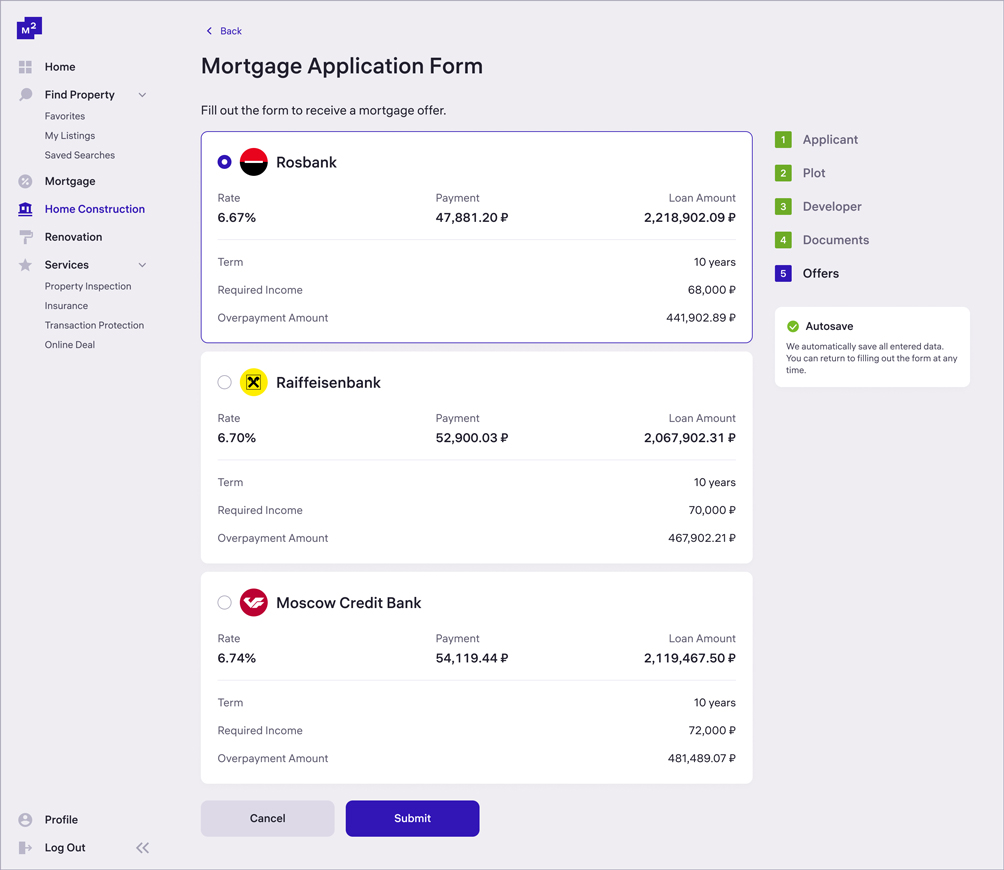 M2
Home
Find Property
Favorites
My Listings
Saved Searches
Mortgage
Home Construction
Renovation
Services
Property Inspection
Insurance
Transaction Protection
Online Deal
Profile
Log Out
Back
Mortgage Application Form
Fill out the form to receive a mortgage offer.
Rosbank
Rate Payment Loan Amount
6.67% 47,881.20 ₽ 2,218,902.09 ₽
Term 10 years
Required Income 68,000 ₽
Overpayment Amount 441,902.89 ₽
Raiffeisenbank
Rate Payment Loan Amount
6.70% 52,900.03 ₽ 2,067,902.31 ₽
Term 10 years
Required Income 70,000 ₽
Overpayment Amount 467,902.21 ₽
Moscow Credit Bank
Rate Payment Loan Amount
6.74% 54,119.44 ₽ 2,119,467.50 ₽
Term 10 years
Required Income 72,000 ₽
Overpayment Amount 481,489.07 ₽
Cancel Submit
1 Applicant
2 Plot
3 Developer
4 Documents
5 Offers
Autosave
We automatically save all entered data.
You can return to filling out the form at any
time.